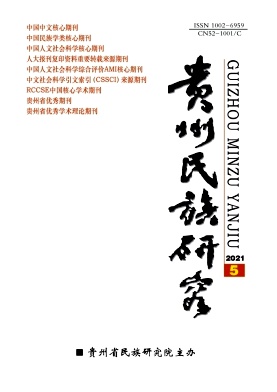 中国中文核心期刊
中国民族学类核心期刊
中国人文社会科学核心期刊
人大报刊复印资料重要转载来源期刊
中国人文社会科学综合评价AMI核心期刊
中文社会科学引文索引(CSSCI)来源期刊
RCCSE中国核心学术期刊
贵州省优秀期刊
贵州省优秀学术理论期刊
ISSN 1002-6959
CN52-1001/C
贵州民族研究
GUIZHOU MINZU YANJIU
2021
5
■ 贵州省民族研究院主办